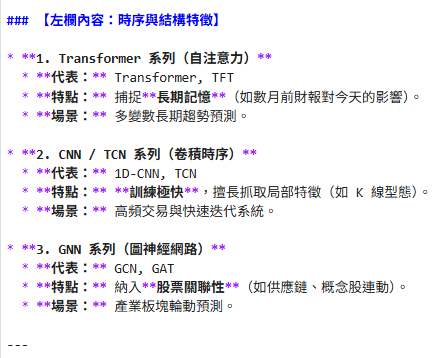 ### 【左欄內容：時序與結構特徵】
* **1. Transformer 系列（自注意力）**
  * **代表：** Transformer, TFT
  * **特點：** 捕捉**長期記憶**（如數月前財報對今天的影響）。
  * **場景：** 多變數長期趨勢預測。
* **2. CNN / TCN 系列（卷積時序）**
  * **代表：** 1D-CNN, TCN
  * **特點：** **訓練極快**，擅長抓取局部特徵（如 K 線型態）。
  * **場景：** 高頻交易與快速迭代系統。
* **3. GNN 系列（圖神經網路）**
  * **代表：** GCN, GAT
  * **特點：** 納入**股票關聯性**（如供應鏈、概念股連動）。
  * **場景：** 產業板塊輪動預測。
---